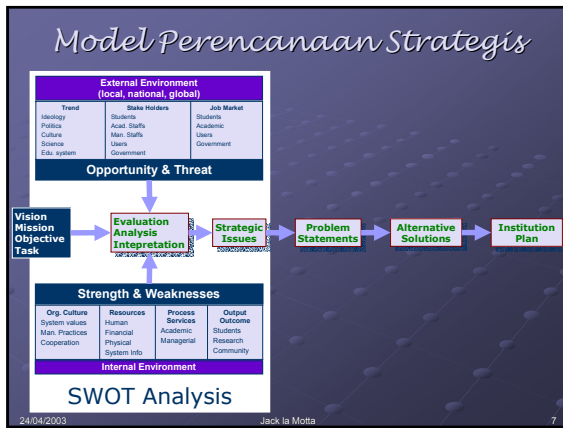 Model Perencanaan Strategis
External Environment
(local, national, global)
Trend
Ideology
Politics
Culture
Science
Edu. system
Stake Holders
Students
Acad. Staffs
Man. Staffs
Users
Government
Job Market
Students
Academic
Users
Government
Opportunity & Threat
Vision
Mission
Objective
Task
Evaluation
Analysis
Intepretation
Strategic
Issues
Problem
Statements
Alternative
Solutions
Institution
Plan
Strength & Weaknesses
Org. Culture
System values
Man. Practices
Cooperation
Resources
Human
Financial
Physical
System Info
Process
Services
Academic
Managerial
Output
Outcome
Students
Research
Community
Internal Environment
SWOT Analysis
24/04/2003
Jack la Motta
7